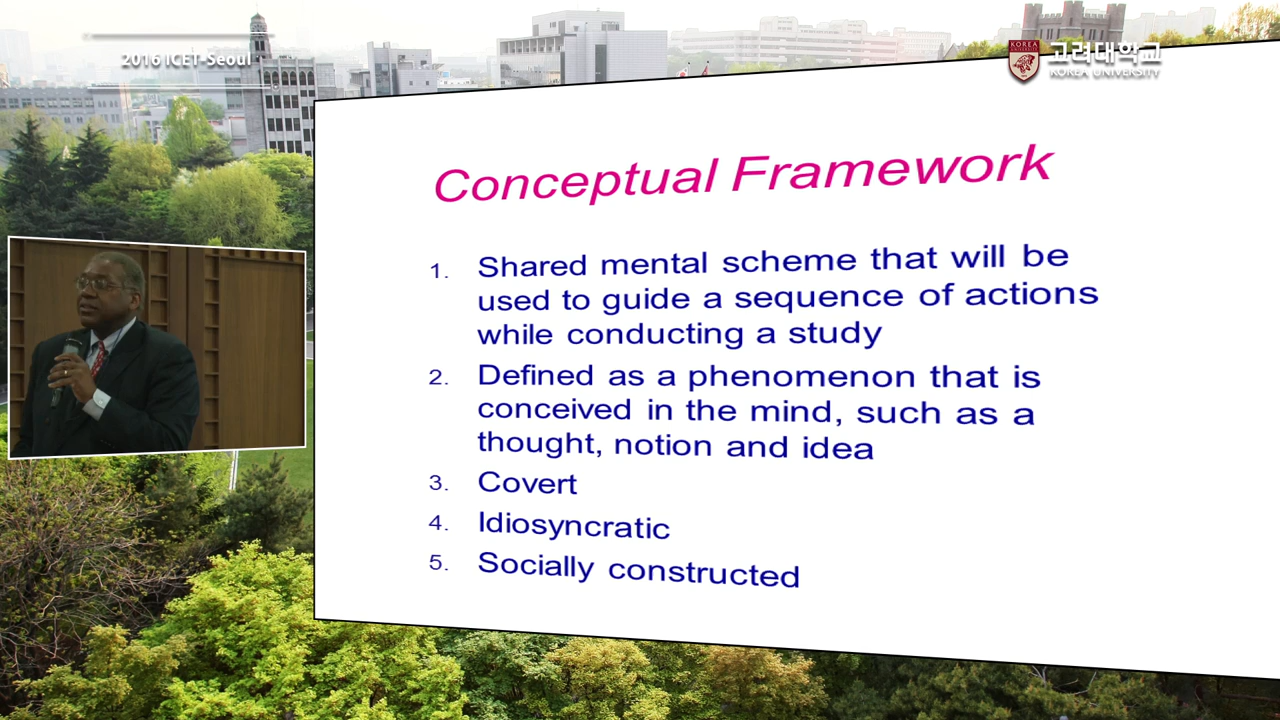 2016 ICET-Seoul
KOREA
고려대학교
KOREA UNIVERSITY
Conceptual Framework
1. Shared mental scheme that will be
used to guide a sequence of actions
while conducting a study
2. Defined as a phenomenon that is
conceived in the mind, such as a
thought, notion and idea
3. Covert
4. Idiosyncratic
5. Socially constructed